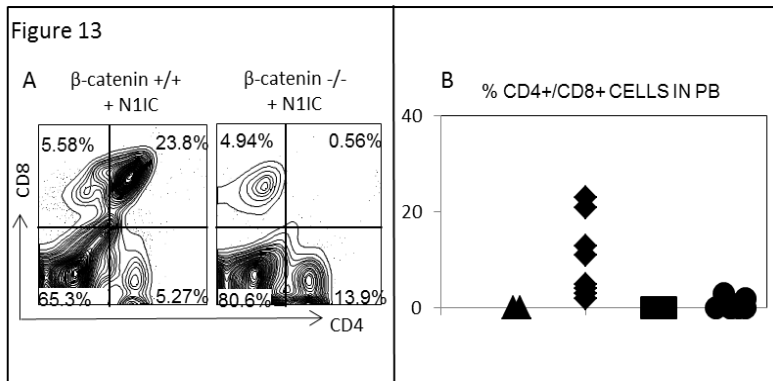 Figure 13
A
β-catenin +/+
+ N1IC
β-catenin -/-
+ N1IC
5.58%
23.8%
4.94%
0.56%
CD8
65.3%
5.27%
80.6%
13.9%
CD4
B
% CD4+/CD8+ CELLS IN PB
40
20
0